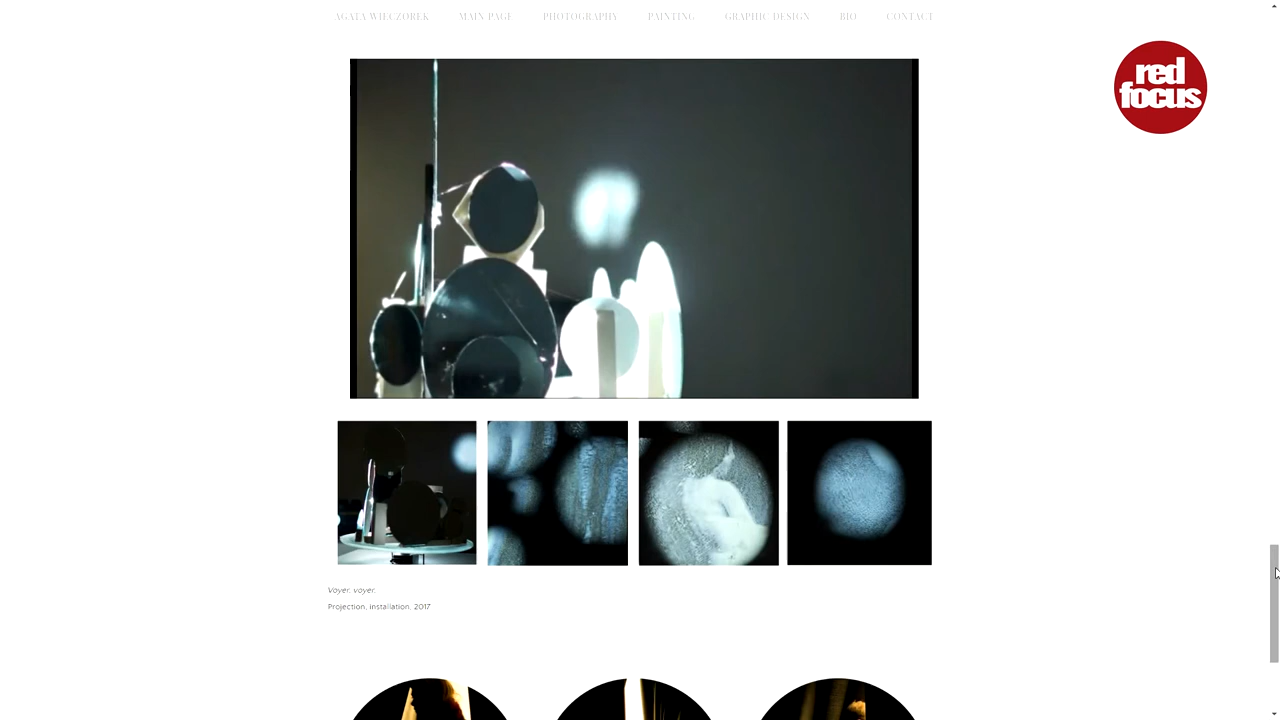 AGATA WIECZOREK MAIN PAGE PHOTOGRAPHY PAINTING GRAPHIC DESIGN BIO CONTACT
red
focus
Voyer, voyer,
Projection, installation, 2017